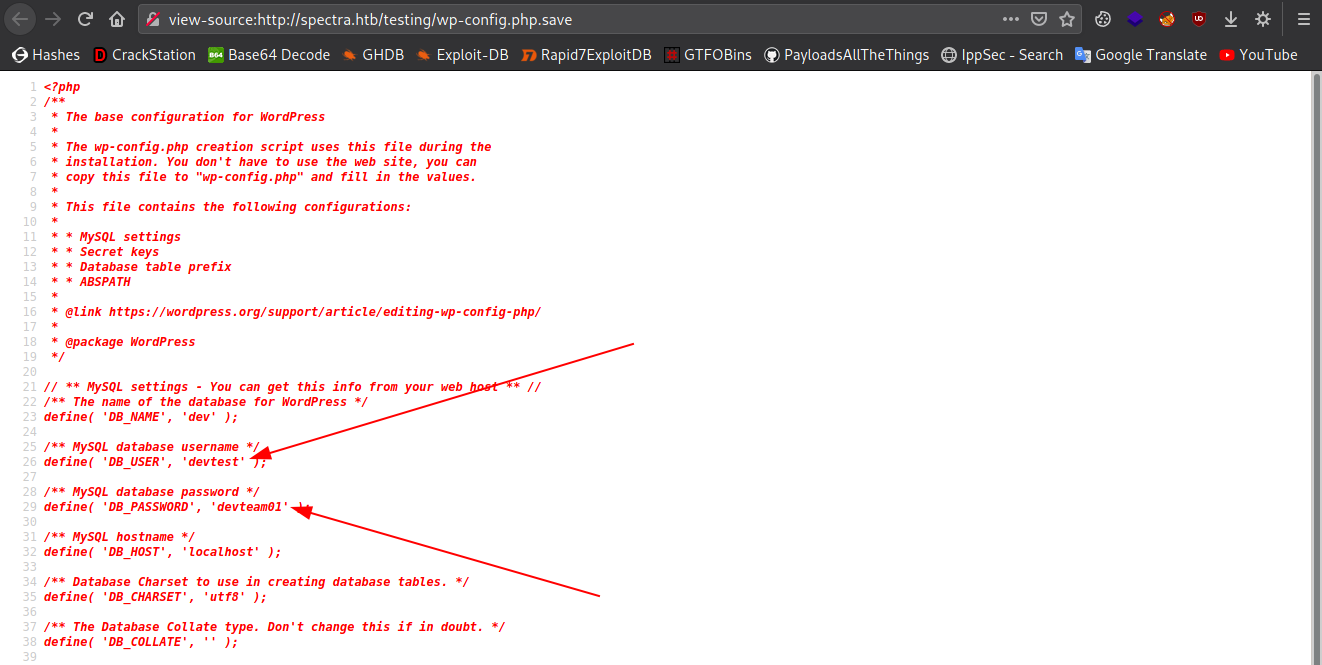 view-source:http://spectra.htb/testing/wp-config.php.save
Hashes CrackStation B64 Base64 Decode GHDB Exploit-DB Rapid7ExploitDB GTFOBins PayloadsAllTheThings IppSec - Search Google Translate YouTube
1 <?php
2 /**
3 * The base configuration for WordPress
4 *
5 * The wp-config.php creation script uses this file during the
6 * installation. You don't have to use the web site, you can
7 * copy this file to "wp-config.php" and fill in the values.
8 *
9 * This file contains the following configurations:
10 *
11 * * MySQL settings
12 * * Secret keys
13 * * Database table prefix
14 * * ABSPATH
15 *
16 * @link https://wordpress.org/support/article/editing-wp-config-php/
17 *
18 * @package WordPress
19 */
20
21 // ** MySQL settings - You can get this info from your web host ** //
22 /** The name of the database for WordPress */
23 define( 'DB_NAME', 'dev' );
24
25 /** MySQL database username */
26 define( 'DB_USER', 'devtest' );
27
28 /** MySQL database password */
29 define( 'DB_PASSWORD', 'devteam01' );
30
31 /** MySQL hostname */
32 define( 'DB_HOST', 'localhost' );
33
34 /** Database Charset to use in creating database tables. */
35 define( 'DB_CHARSET', 'utf8' );
36
37 /** The Database Collate type. Don't change this if in doubt. */
38 define( 'DB_COLLATE', '' );
39